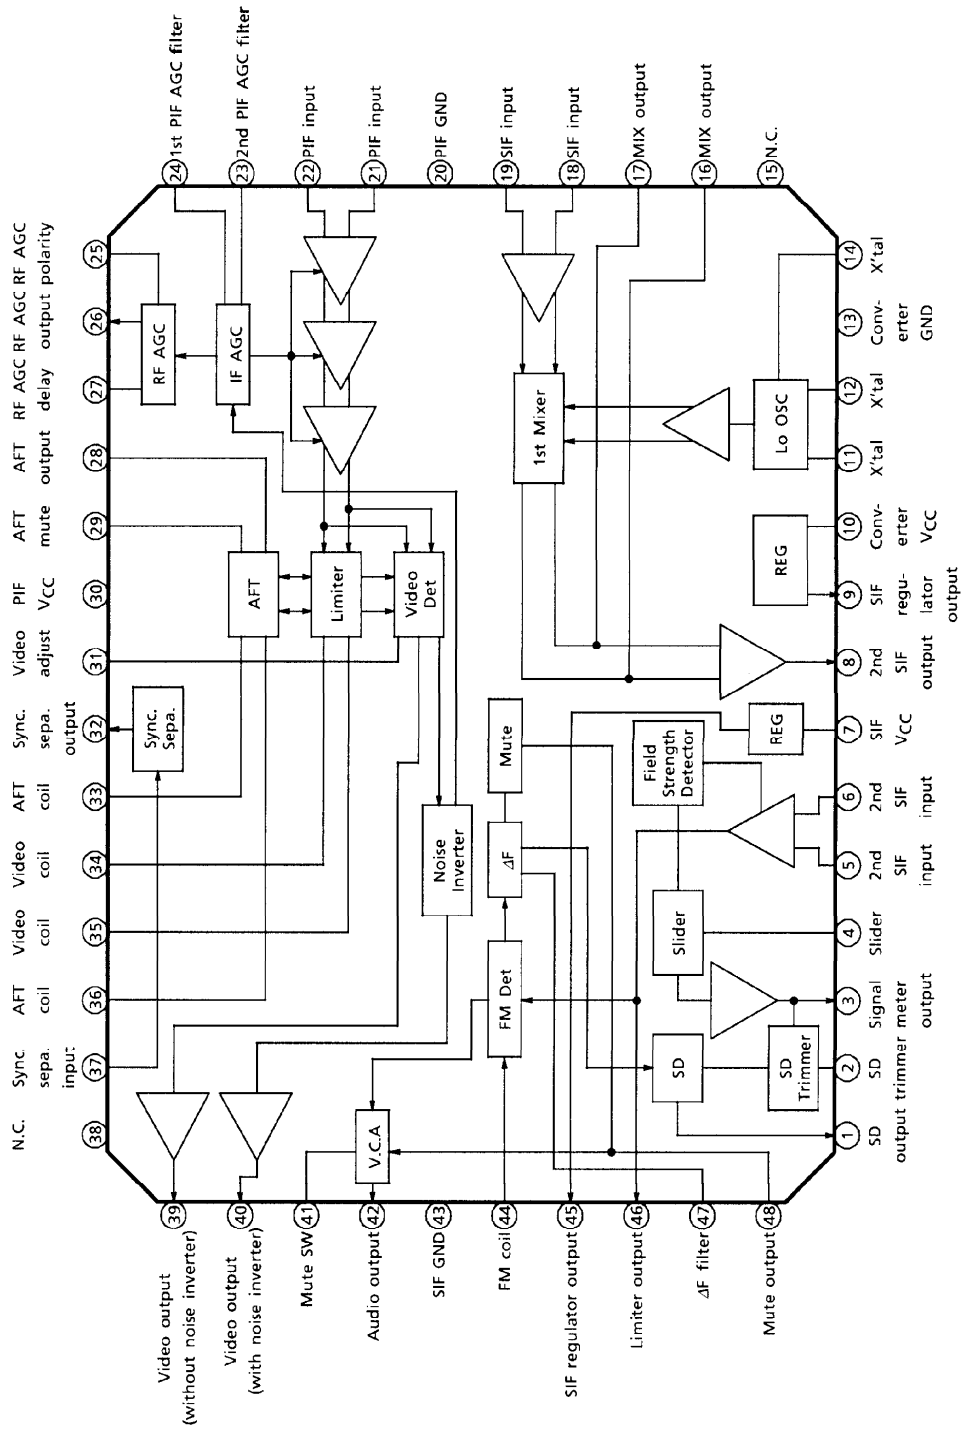 24 1st PIF AGC filter
23 2nd PIF AGC filter
22 PIF input
21 PIF input
20 PIF GND
19 SIF input
18 SIF input
17 MIX output
16 MIX output
15 N.C.
25 RF AGC
output polarity
26 RF AGC
27 RF AGC
delay
28 AFT
output
29 AFT
mute
30 PIF
VCC
31 Video
adjust
32 Sync.
sepa.
output
33 AFT
coil
34 Video
coil
35 Video
coil
36 AFT
coil
37 Sync.
sepa.
input
38 N.C.
RF AGC
IF AGC
AFT
Limiter
Video
Det
Sync.
Sepa.
Noise
Inverter
1st Mixer
Lo OSC
REG
Mute
ΔF
FM Det
V.C.A
Field
Strength
Detector
REG
Slider
SD
SD
Trimmer
14 X'tal
13 Conv-
erter
GND
12 X'tal
11 X'tal
10 Conv-
erter
VCC
9 SIF
regu-
lator
output
8 2nd
SIF
output
7 SIF
VCC
6 2nd
SIF
input
5 2nd
SIF
input
4 Slider
3 Signal
meter
output
2 SD
trimmer
1 SD
output
39 Video output
(without noise inverter)
40 Video output
(with noise inverter)
41 Mute SW
42 Audio output
43 SIF GND
44 FM coil
45 SIF regulator output
46 Limiter output
47 ΔF filter
48 Mute output